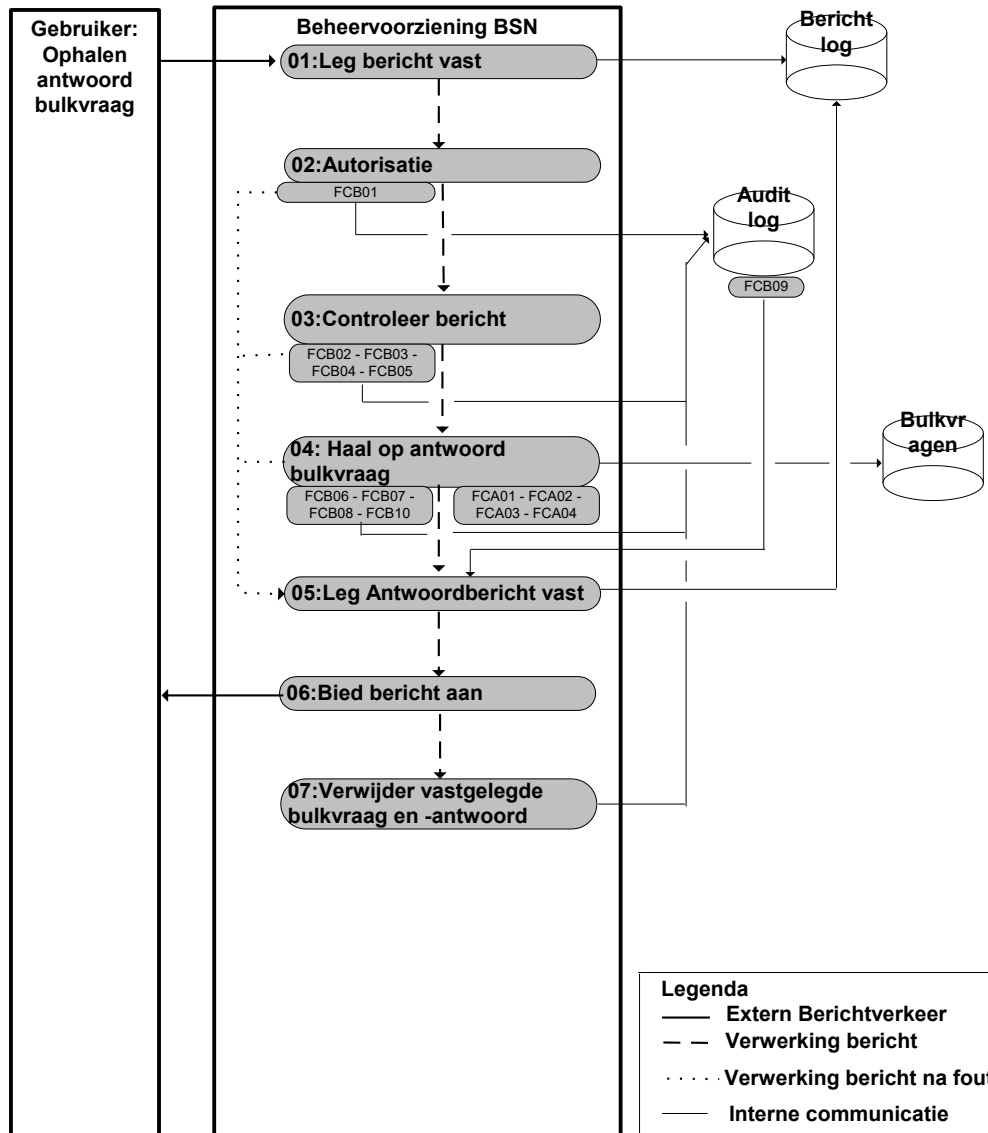 Gebruiker:
Ophalen
antwoord
bulkvraag
Beheervoorziening BSN
01:Leg bericht vast
Bericht
log
02:Autorisatie
FCB01
Audit
log
FCB09
03:Controleer bericht
FCB02 - FCB03 -
FCB04 - FCB05
04: Haal op antwoord
bulkvraag
Bulkvr
agen
FCB06 - FCB07 -
FCB08 - FCB10
FCA01 - FCA02 -
FCA03 - FCA04
05:Leg Antwoordbericht vast
06:Bied bericht aan
07:Verwijder vastgelegde
bulkvraag en -antwoord
Legenda
Extern Berichtverkeer
Verwerking bericht
Verwerking bericht na fout
Interne communicatie